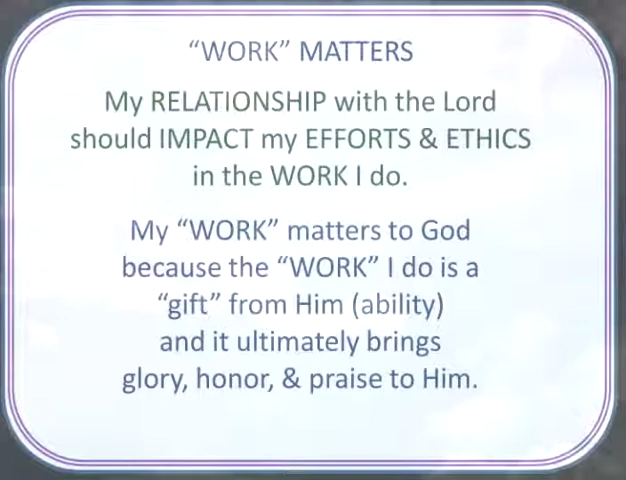 “WORK” MATTERS
My RELATIONSHIP with the Lord
should IMPACT my EFFORTS & ETHICS
in the WORK I do.
My “WORK” matters to God
because the “WORK” I do is a
“gift” from Him (ability)
and it ultimately brings
glory, honor, & praise to Him.